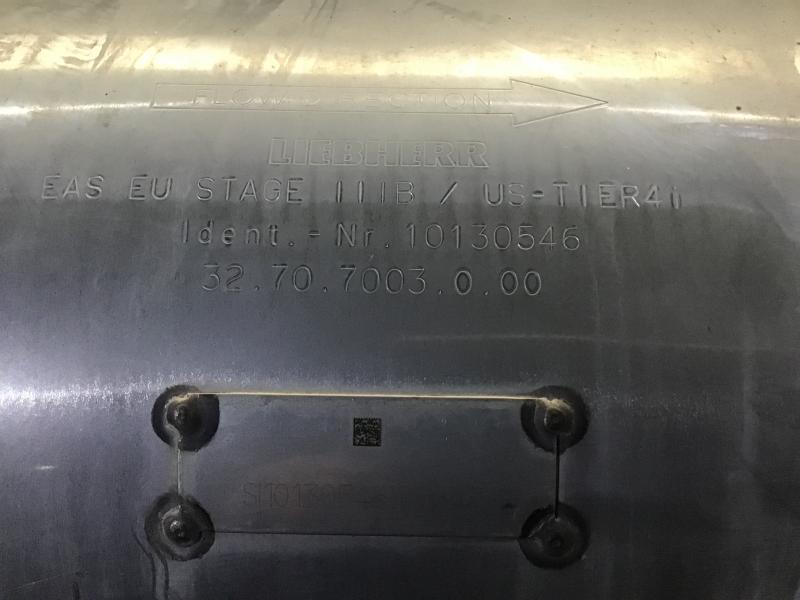 FLOW DIRECTION
LIEBHERR
EAS EU STAGE IIIB / US-TIER4i
Ident.-Nr. 10130546
32.70.7003.0.00